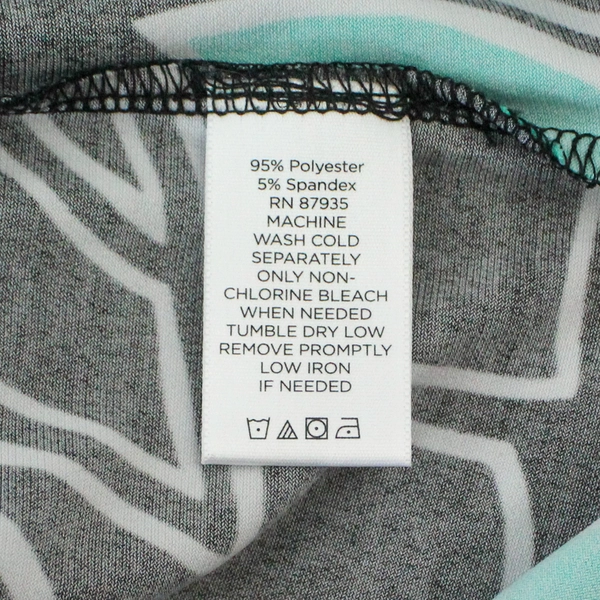 95% Polyester
5% Spandex
RN 87935
MACHINE
WASH COLD
SEPARATELY
ONLY NON-
CHLORINE BLEACH
WHEN NEEDED
TUMBLE DRY LOW
REMOVE PROMPTLY
LOW IRON
IF NEEDED